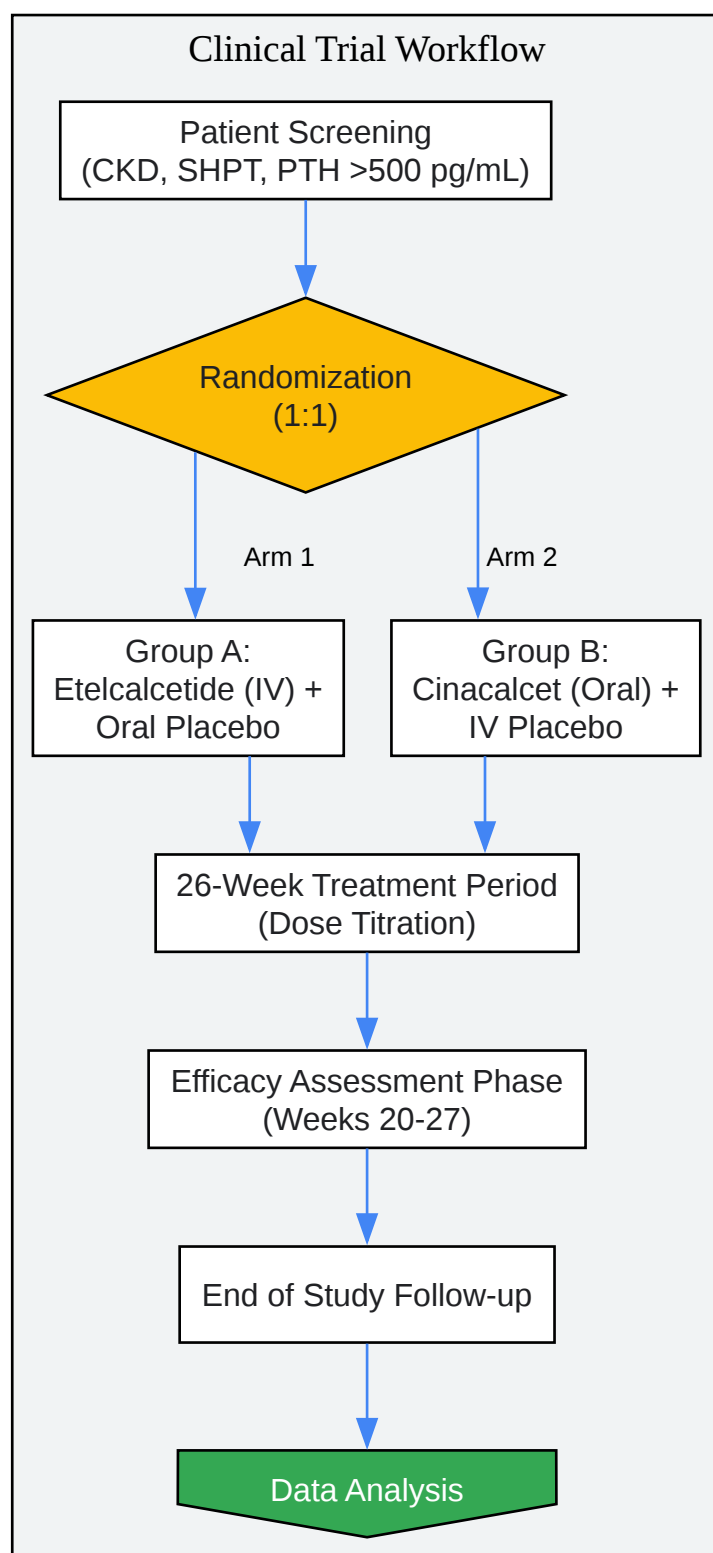 Clinical Trial Workflow
Patient Screening
(CKD, SHPT, PTH >500 pg/mL)
Randomization
(1:1)
Arm 1
Arm 2
Group A:
Etelcalcetide (IV) +
Oral Placebo
Group B:
Cinacalcet (Oral) +
IV Placebo
26-Week Treatment Period
(Dose Titration)
Efficacy Assessment Phase
(Weeks 20-27)
End of Study Follow-up
Data Analysis